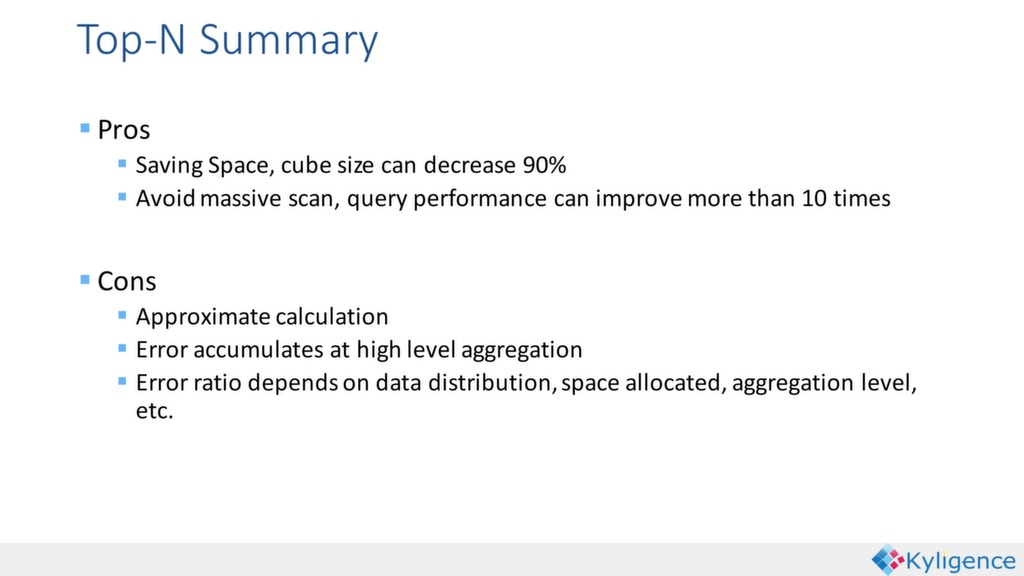 Top-N Summary
Pros
Saving Space, cube size can decrease 90%
Avoid massive scan, query performance can improve more than 10 times
Cons
Approximate calculation
Error accumulates at high level aggregation
Error ratio depends on data distribution, space allocated, aggregation level,
etc.
Kyligence